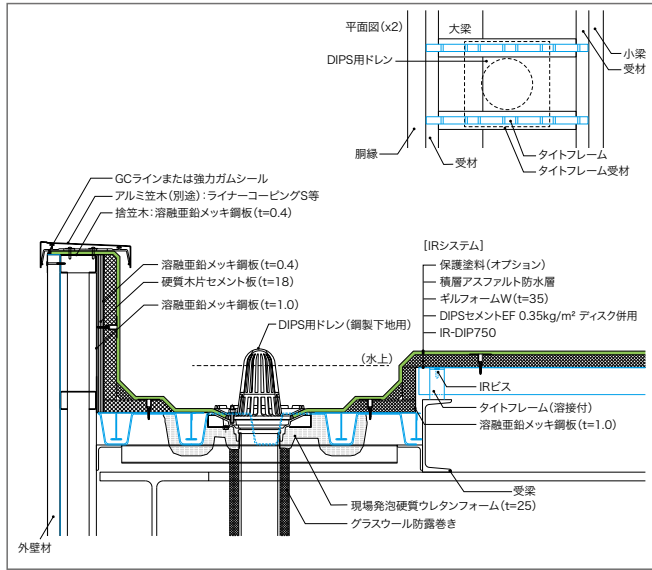 平面図(x2)
大梁
DIPS用ドレン
小梁
受材
胴縁
受材
タイトフレーム
タイトフレーム受材
GCラインまたは強力ガムシール
アルミ笠木(別途):ライナーコーピングS等
捨笠木:溶融亜鉛メッキ鋼板(t=0.4)
溶融亜鉛メッキ鋼板(t=0.4)
硬質木片セメント板(t=18)
溶融亜鉛メッキ鋼板(t=1.0)
DIPS用ドレン(鋼製下地用)
(水上)
[IRシステム]
保護塗料(オプション)
積層アスファルト防水層
ギルフォームW(t=35)
DIPSセメントEF 0.35kg/m² ディスク併用
IR-DIP750
IRビス
タイトフレーム(溶接付)
溶融亜鉛メッキ鋼板(t=1.0)
受梁
現場発泡硬質ウレタンフォーム(t=25)
グラスウール防露巻き
外壁材